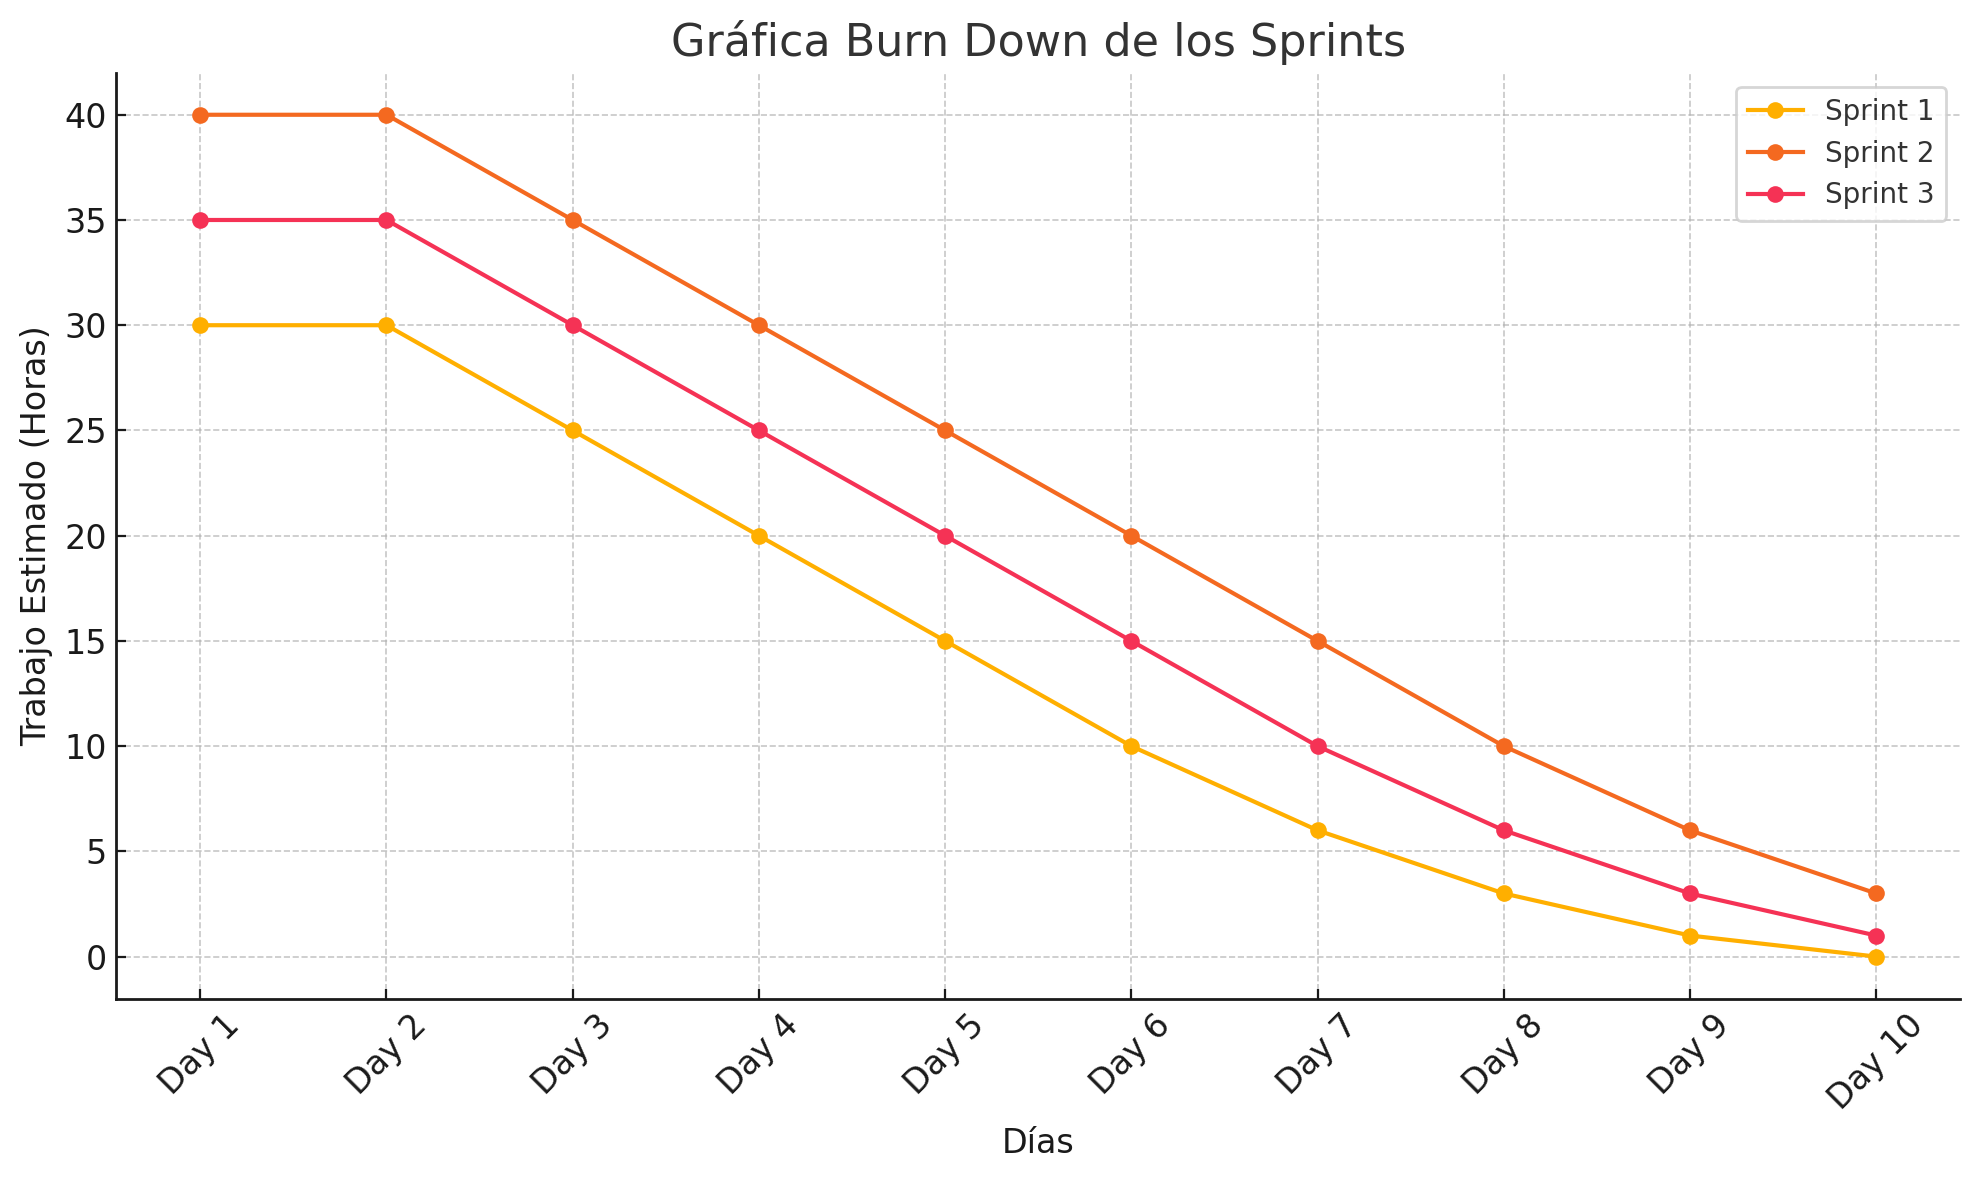 Gráfica Burn Down de los Sprints
Sprint 1
Sprint 2
Sprint 3
Trabajo Estimado (Horas)
40
35
30
25
20
15
10
5
0
Day 1
Day 2
Day 3
Day 4
Day 5
Day 6
Day 7
Day 8
Day 9
Day 10
Días